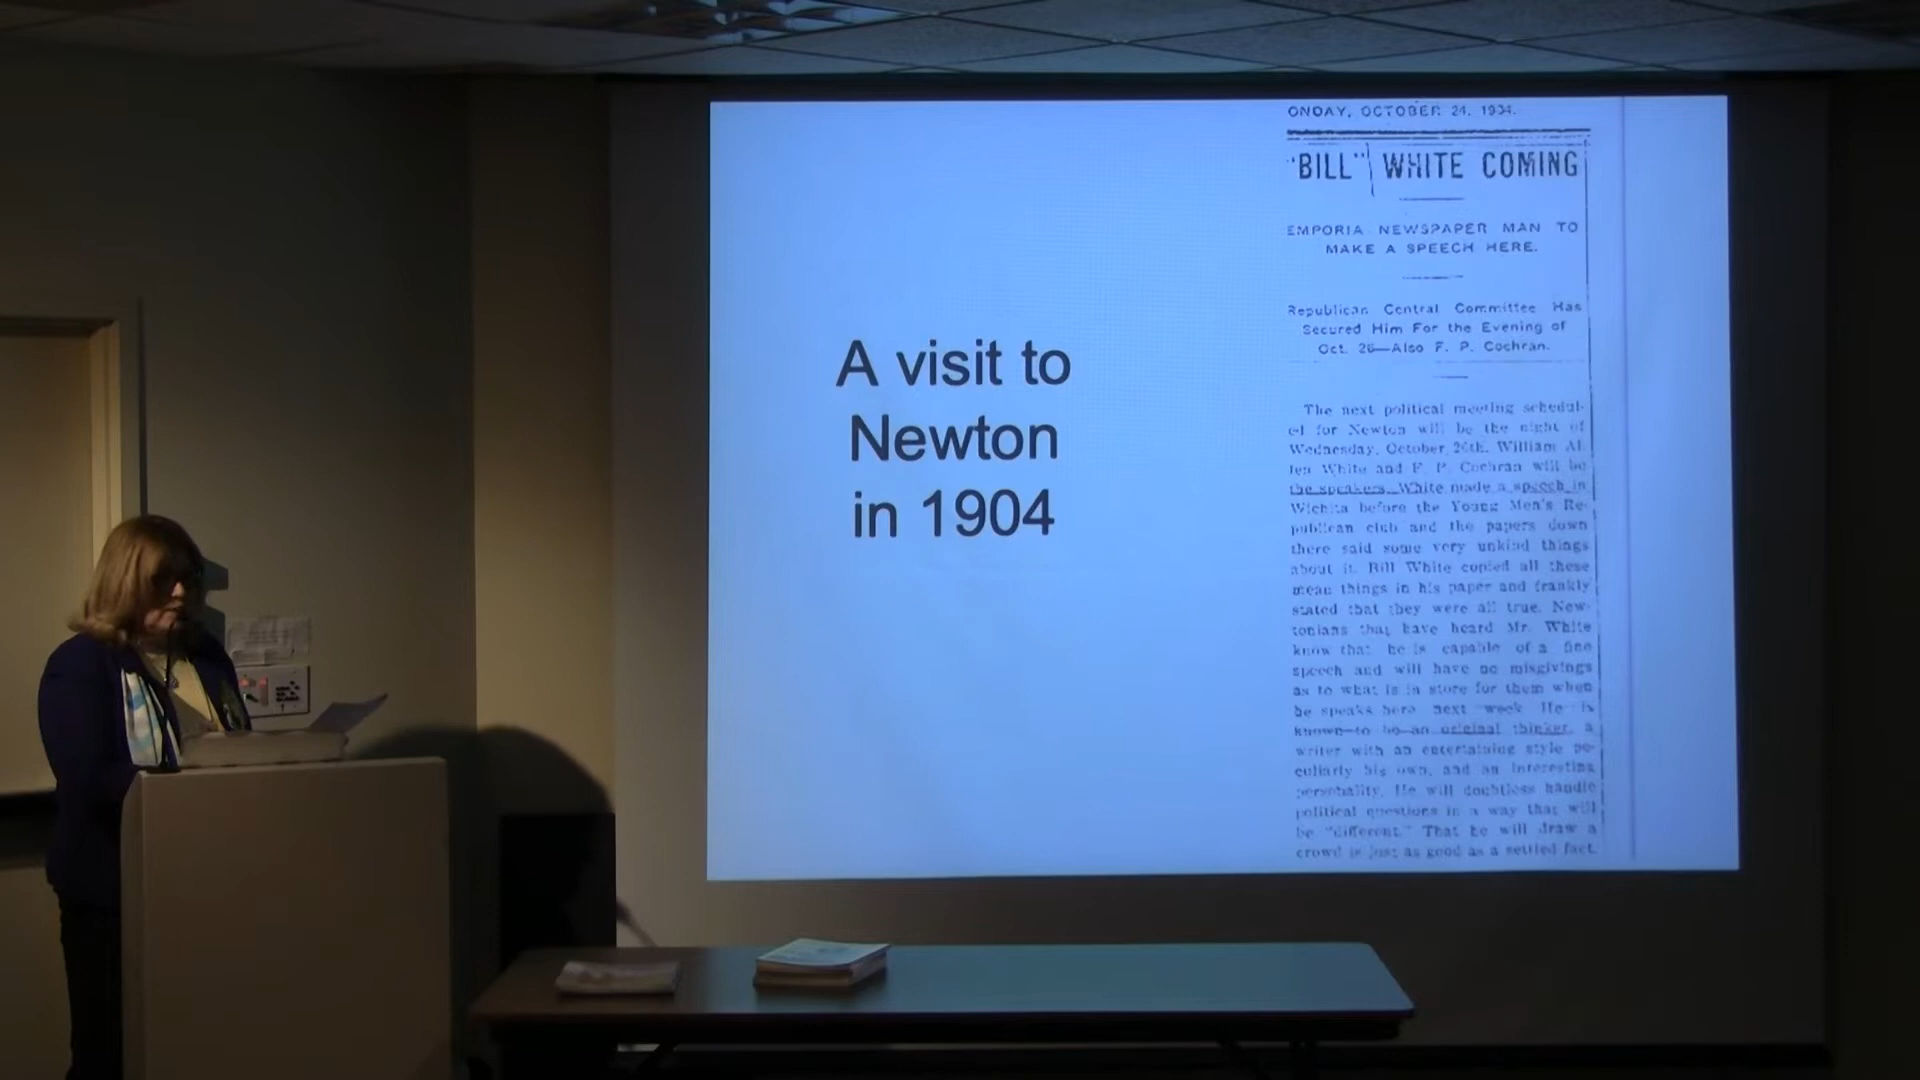 A visit to
Newton
in 1904
ONDAY, OCTOBER 24, 1904.
"BILL" WHITE COMING
EMPORIA NEWSPAPER MAN TO
MAKE A SPEECH HERE.
Republican Central Committee Has
Secured Him For the Evening of
Oct. 26—Also F. P. Cochran.
The next political meeting schedul-
ed for Newton will be the night of
Wednesday, October 26th. William Al-
len White and F. P. Cochran will be
the speakers. White made a speech in
Wichita before the Young Men's Re-
publican club and the papers down
there said some very unkind things
about it. Bill White copied all these
mean things in his paper and frankly
stated that they were all true. New-
tonians that have heard Mr. White
know that he is capable of a fine
speech and will have no misgivings
as to what is in store for them when
he speaks here next week. He is
known to be an original thinker, a
writer with an entertaining style pe-
culiarly his own, and an interesting
personality. He will doubtless handle
political questions in a way that will
be "different." That he will draw a
crowd is just as good as a settled fact.